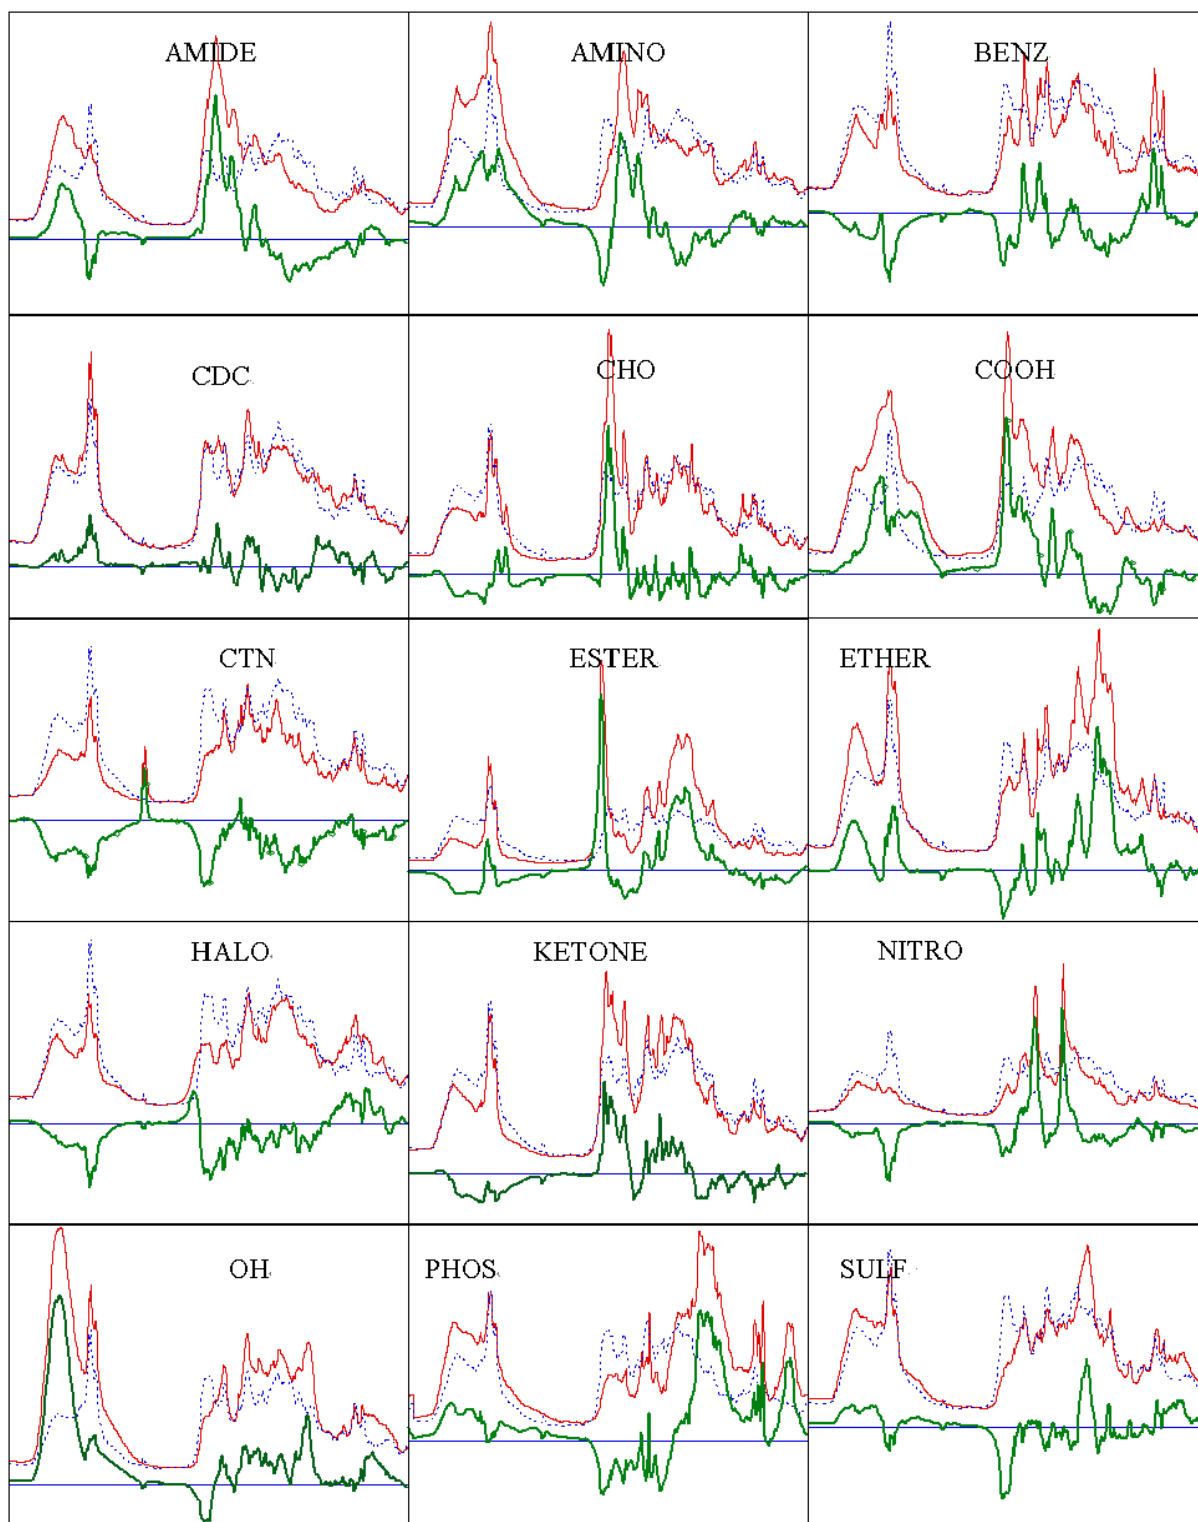 AMIDE
AMINO
BENZ
CDC
CHO
COOH
CTN
ESTER
ETHER
HALO
KETONE
NITRO
OH
PHOS
SULF